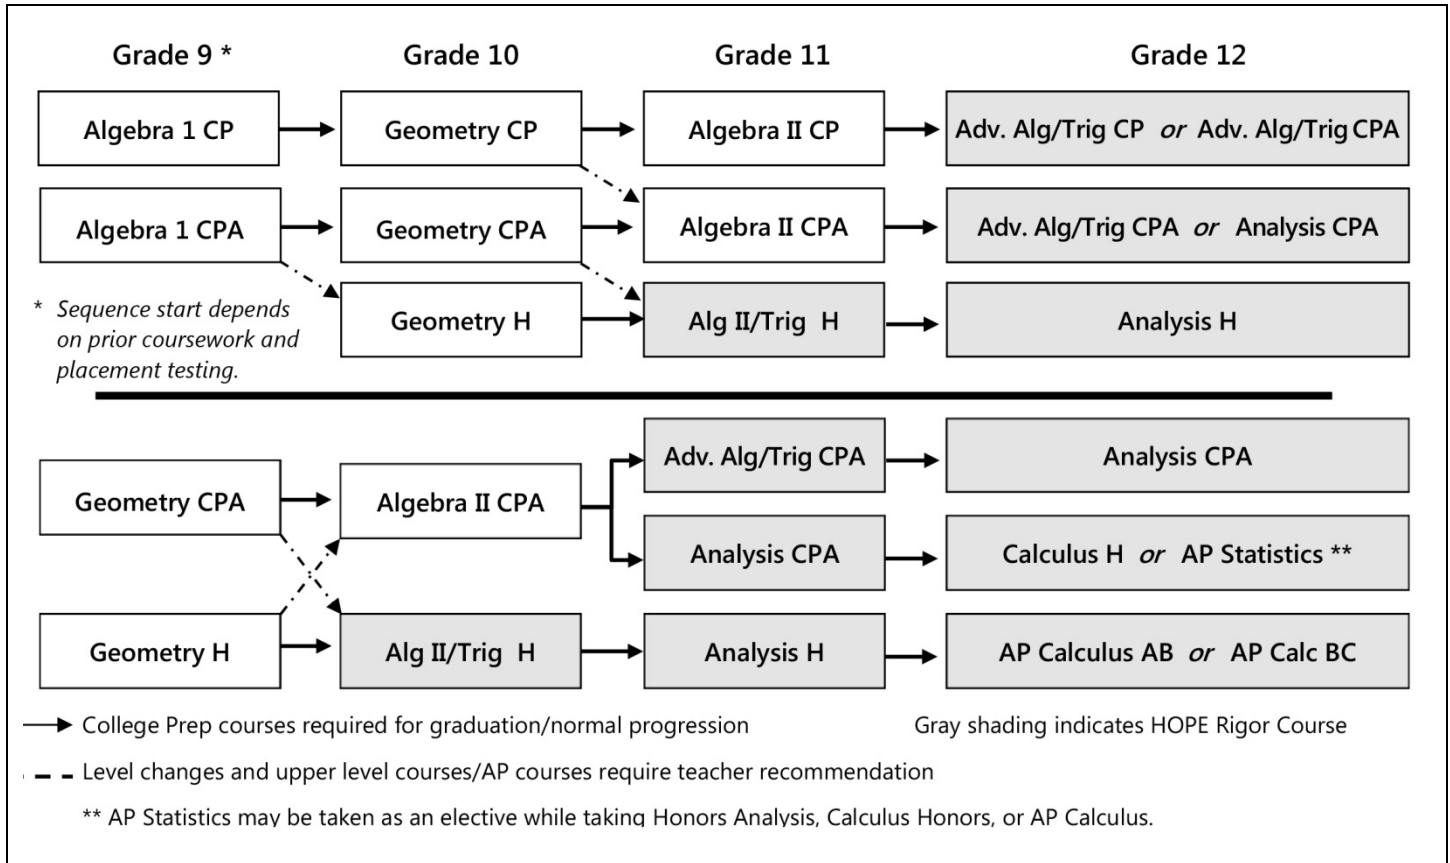 Grade 9 *
Grade 10
Grade 11
Grade 12
Algebra 1 CP
Geometry CP
Algebra II CP
Adv. Alg/Trig CP or Adv. Alg/Trig CPA
Algebra 1 CPA
Geometry CPA
Algebra II CPA
Adv. Alg/Trig CPA or Analysis CPA
Geometry H
Alg II/Trig H
Analysis H
* Sequence start depends
on prior coursework and
placement testing.
Adv. Alg/Trig CPA
Analysis CPA
Geometry CPA
Algebra II CPA
Analysis CPA
Calculus H or AP Statistics **
Geometry H
Alg II/Trig H
Analysis H
AP Calculus AB or AP Calc BC
College Prep courses required for graduation/normal progression
Gray shading indicates HOPE Rigor Course
Level changes and upper level courses/AP courses require teacher recommendation
** AP Statistics may be taken as an elective while taking Honors Analysis, Calculus Honors, or AP Calculus.